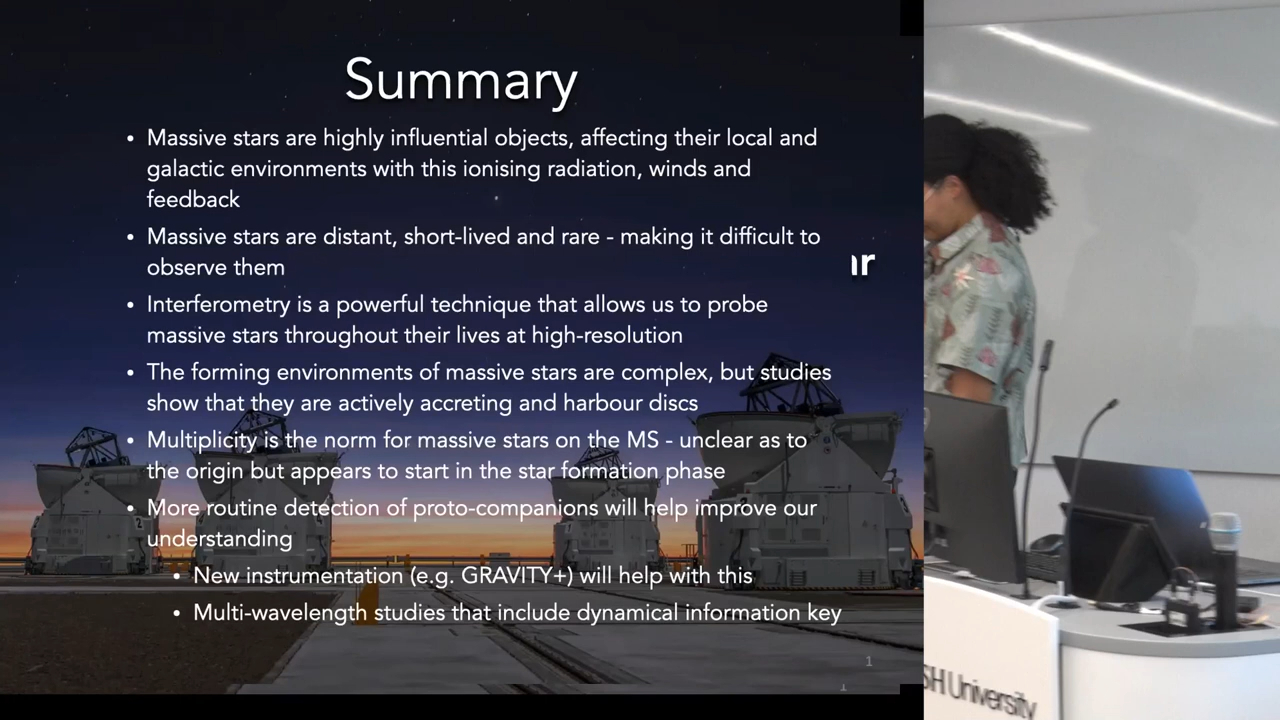 Summary
• Massive stars are highly influential objects, affecting their local and
galactic environments with this ionising radiation, winds and
feedback
• Massive stars are distant, short-lived and rare - making it difficult to
observe them
ar
• Interferometry is a powerful technique that allows us to probe
massive stars throughout their lives at high-resolution
• The forming environments of massive stars are complex, but studies
show that they are actively accreting and harbour discs
• Multiplicity is the norm for massive stars on the MS - unclear as to
the origin but appears to start in the star formation phase
• More routine detection of proto-companions will help improve our
understanding
• New instrumentation (e.g. GRAVITY+) will help with this
• Multi-wavelength studies that include dynamical information key
1
SH University